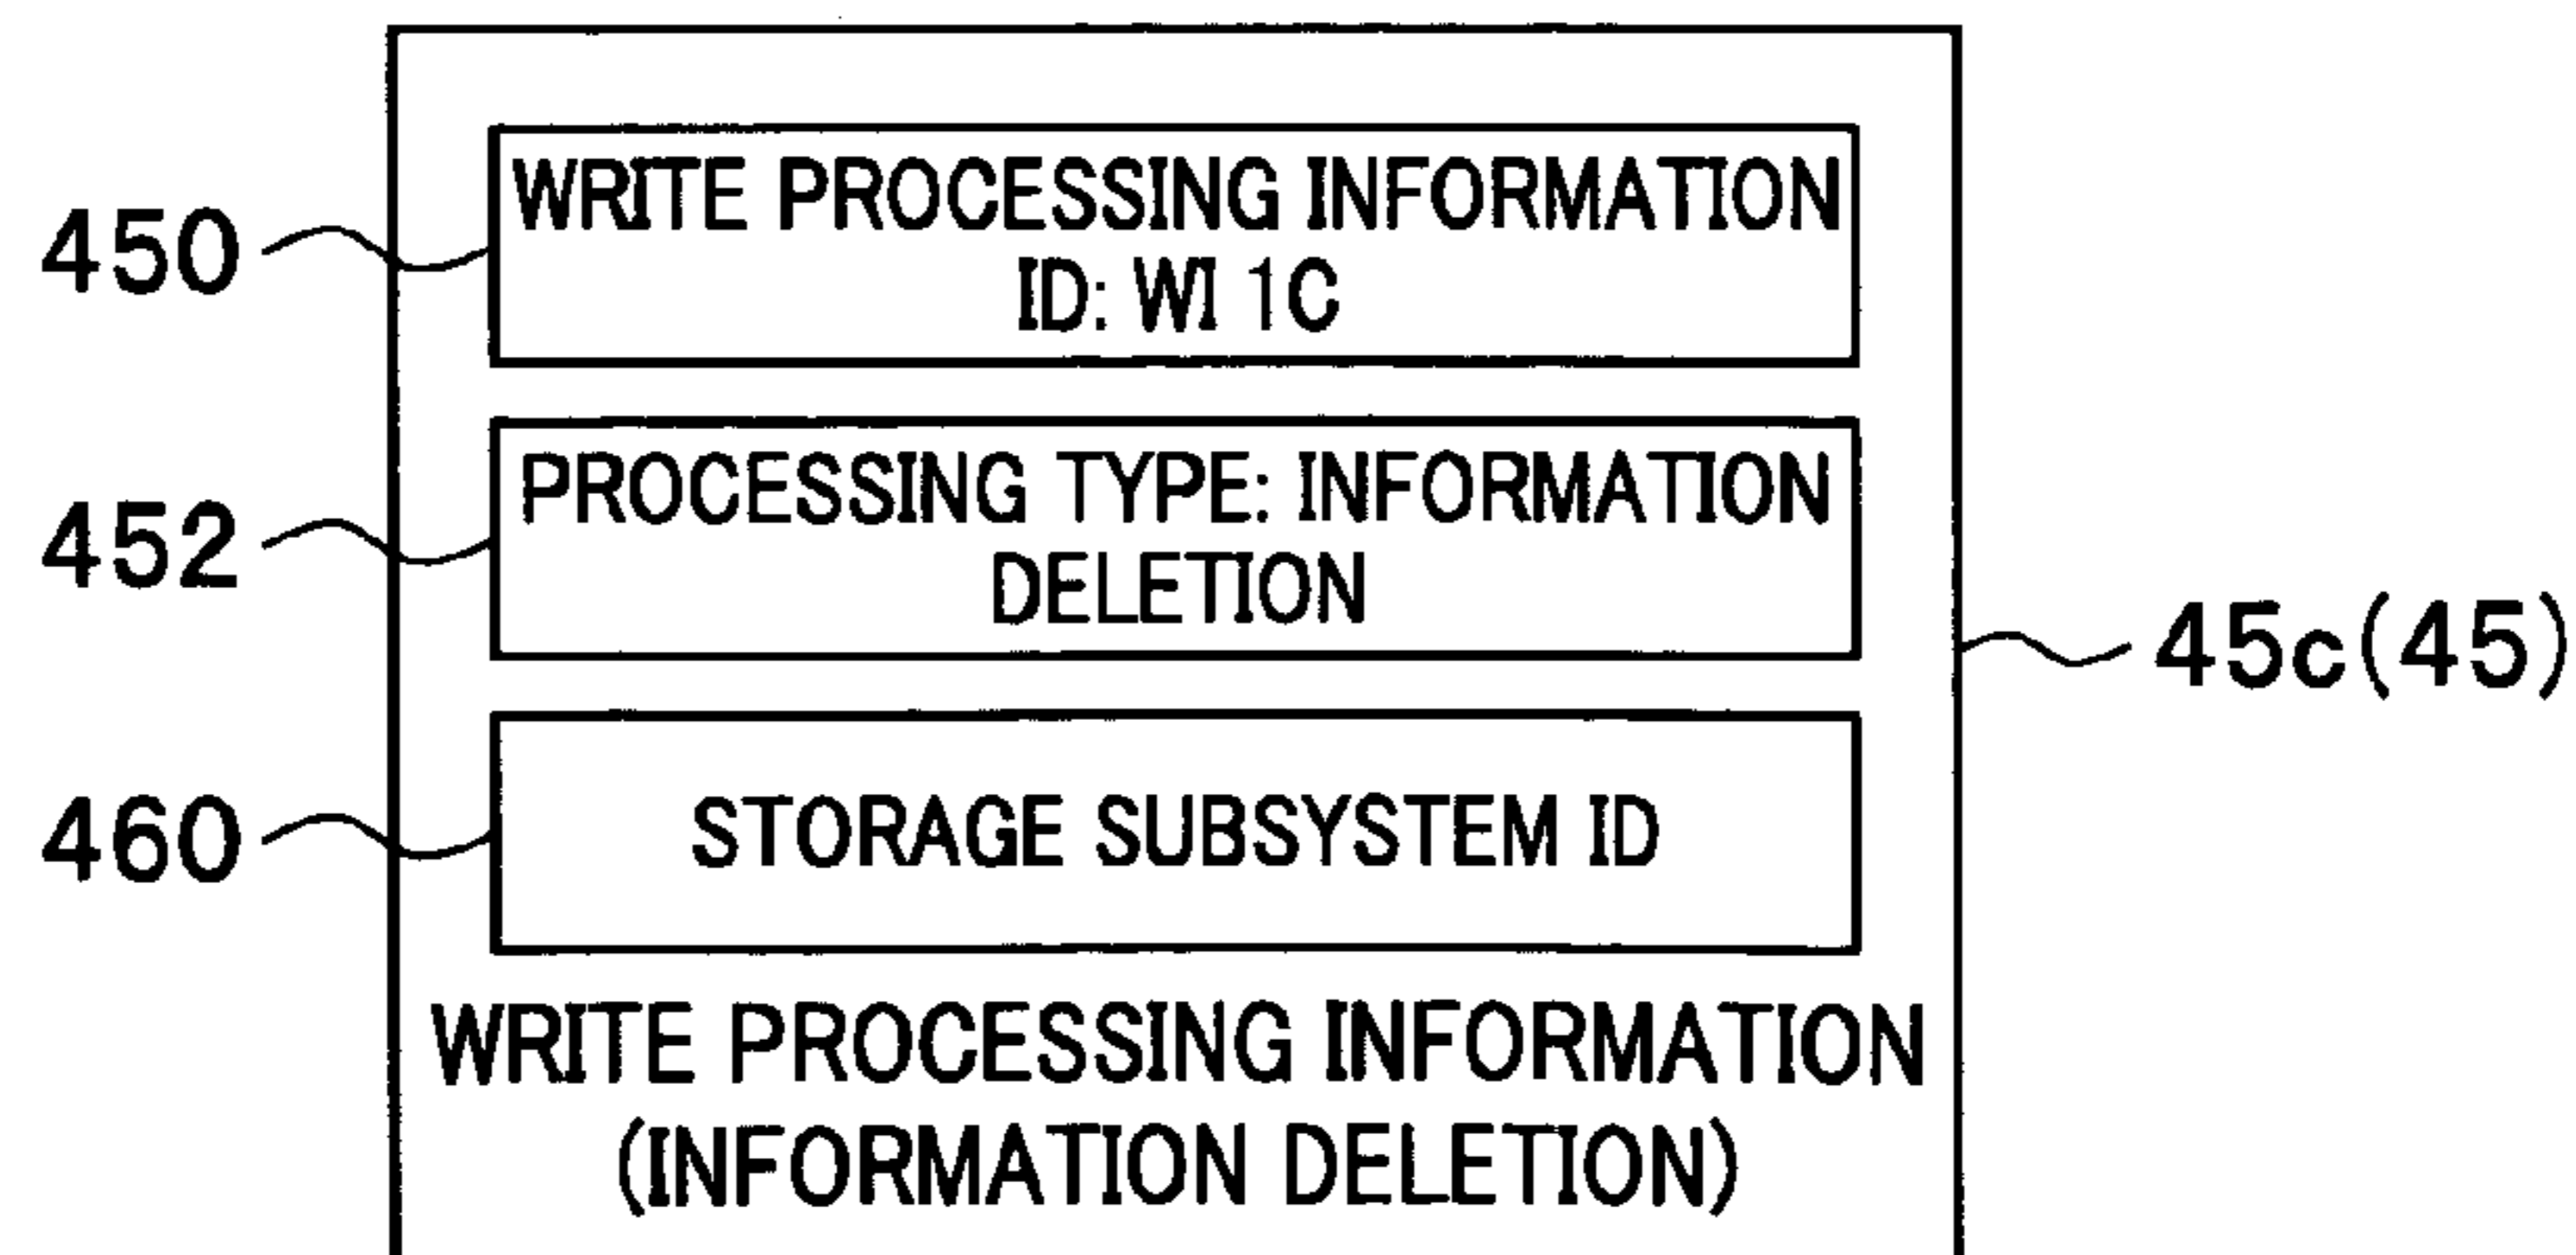 450
WRITE PROCESSING INFORMATION
ID: WI 1C
452
PROCESSING TYPE: INFORMATION
DELETION
45c(45)
460
STORAGE SUBSYSTEM ID
WRITE PROCESSING INFORMATION
(INFORMATION DELETION)